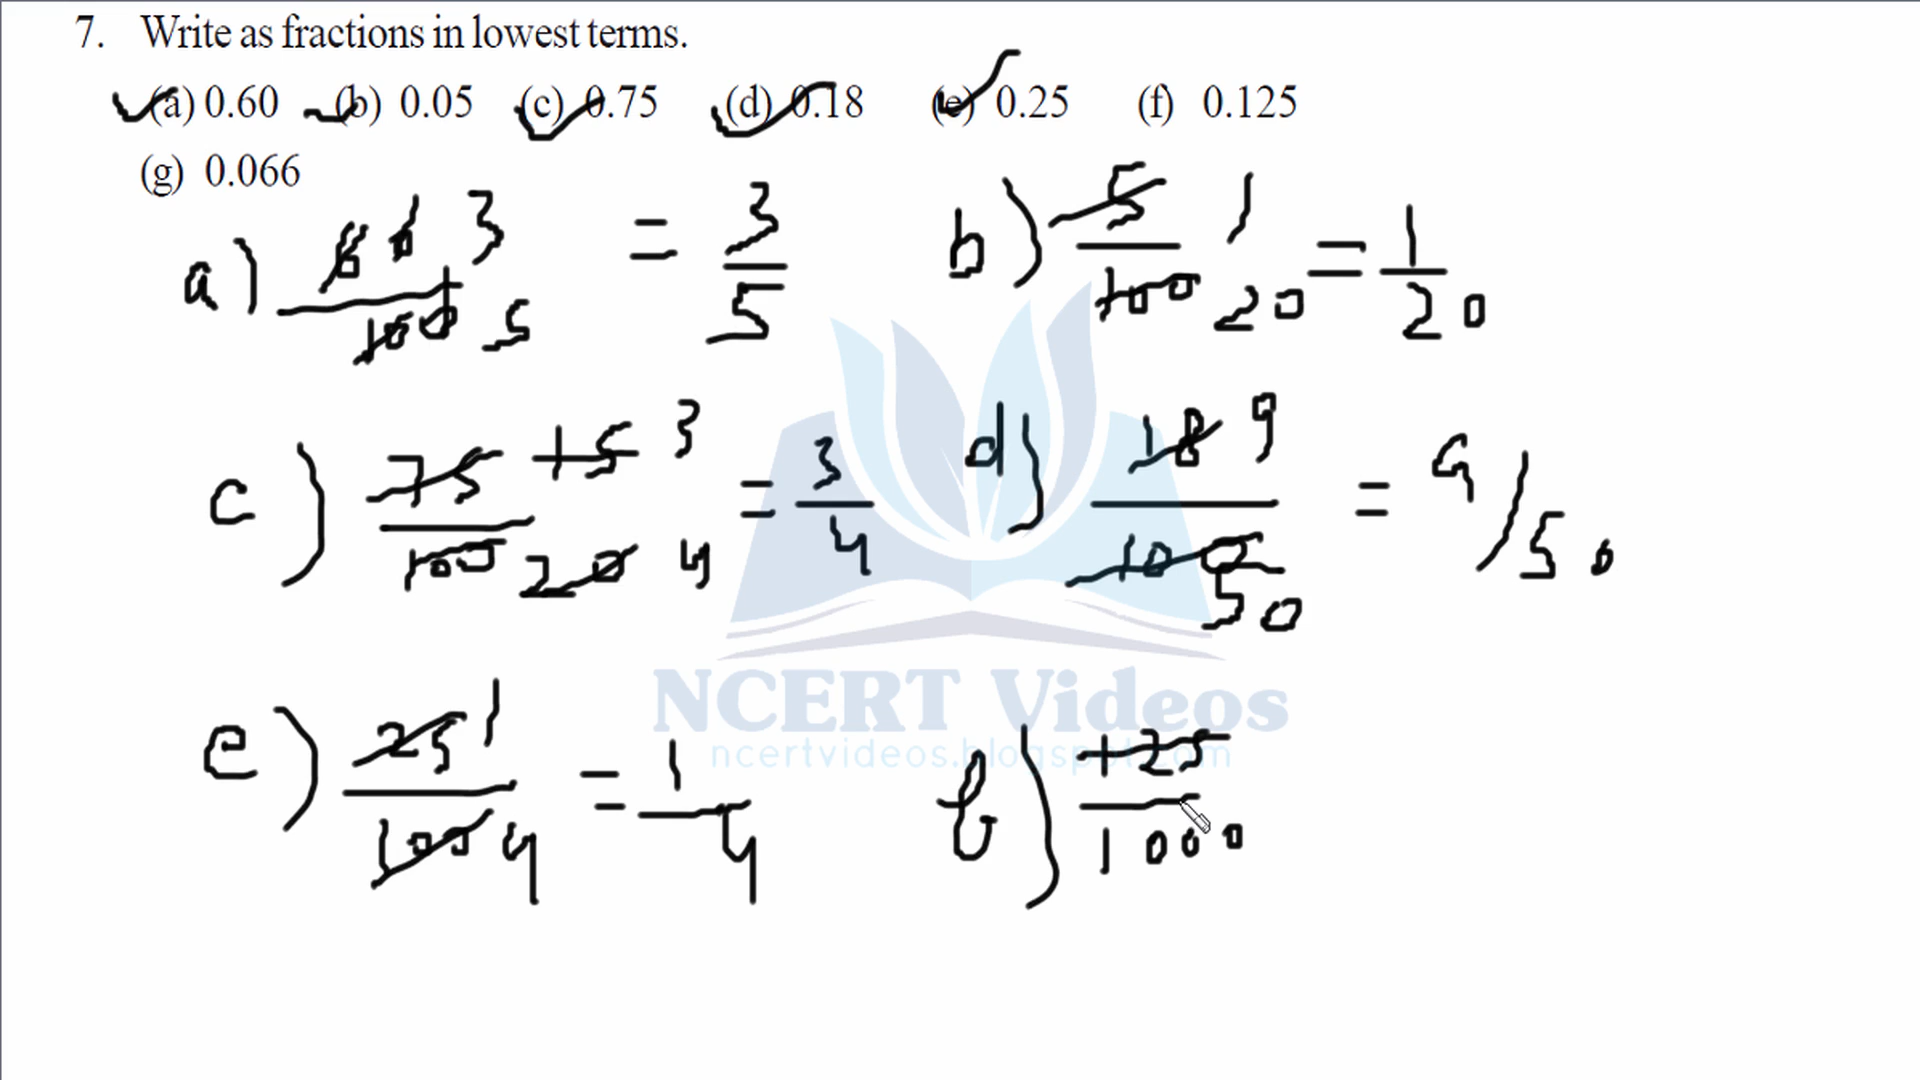 7. Write as fractions in lowest terms.
(a) 0.60 (b) 0.05 (c) 0.75 (d) 0.18 (e) 0.25 (f) 0.125
(g) 0.066
a) 60/100 3/5 = 3/5 b) 5/100 1/20 = 1/20
c) 75/100 15/20 3/4 = 3/4 d) 18/100 9/50 = 9/50
NCERT Videos
ncertvideos.blogspot.com
e) 25/100 1/4 = 1/4 f) 125/1000